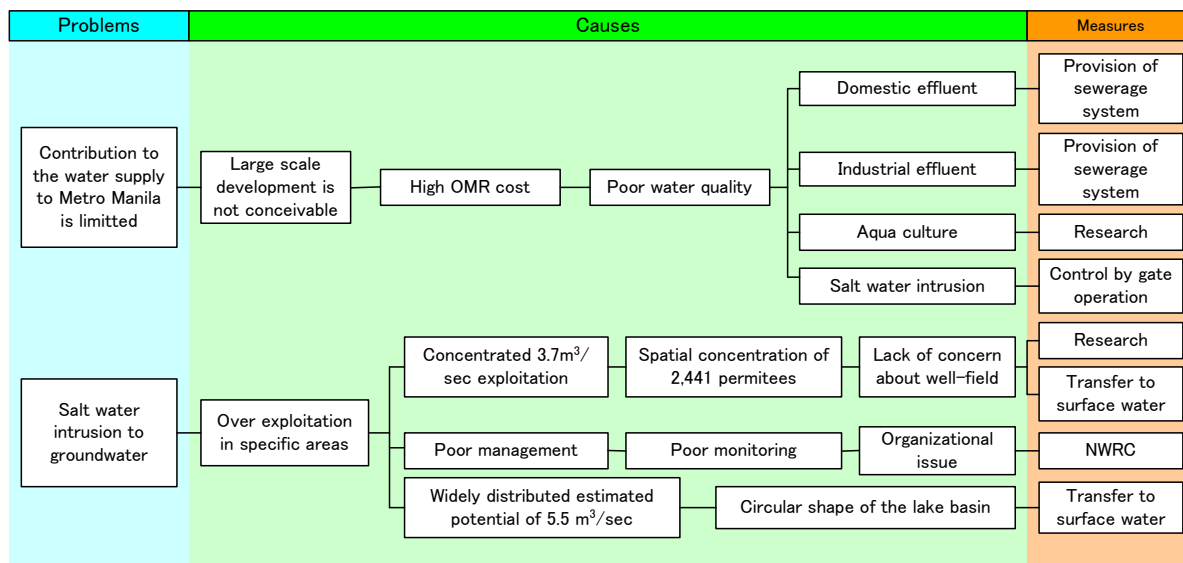 Problems
Causes
Measures
Contribution to
the water supply
to Metro Manila
is limitted
Large scale
development is
not conceivable
High OMR cost
Poor water quality
Domestic effluent
Provision of
sewerage
system
Industrial effluent
Provision of
sewerage
system
Aqua culture
Research
Salt water intrusion
Control by gate
operation
Salt water
intrusion to
groundwater
Over exploitation
in specific areas
Concentrated 3.7m³/
sec exploitation
Spatial concentration of
2,441 permitees
Lack of concern
about well-field
Research
Transfer to
surface water
Poor management
Poor monitoring
Organizational
issue
NWRC
Widely distributed estimated
potential of 5.5 m³/sec
Circular shape of the lake basin
Transfer to
surface water